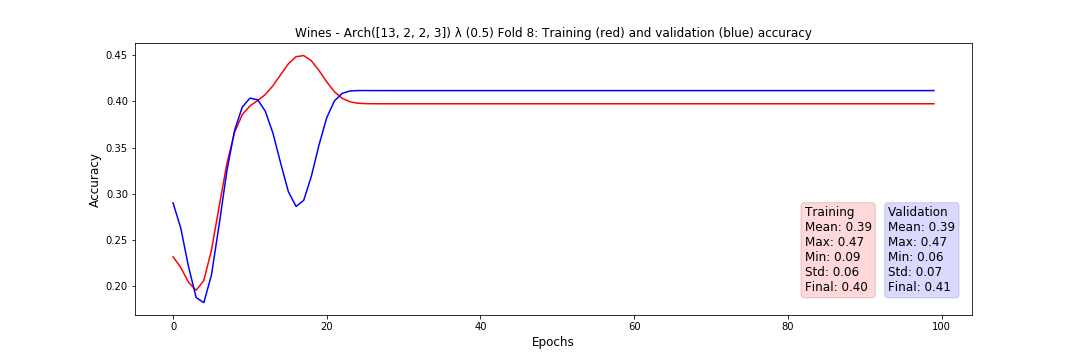 Wines - Arch([13, 2, 2, 3]) λ (0.5) Fold 8: Training (red) and validation (blue) accuracy
Accuracy
0.45
0.40
0.35
0.30
0.25
0.20
Training
Mean: 0.39
Max: 0.47
Min: 0.09
Std: 0.06
Final: 0.40
Validation
Mean: 0.39
Max: 0.47
Min: 0.06
Std: 0.07
Final: 0.41
0
20
40
60
80
100
Epochs